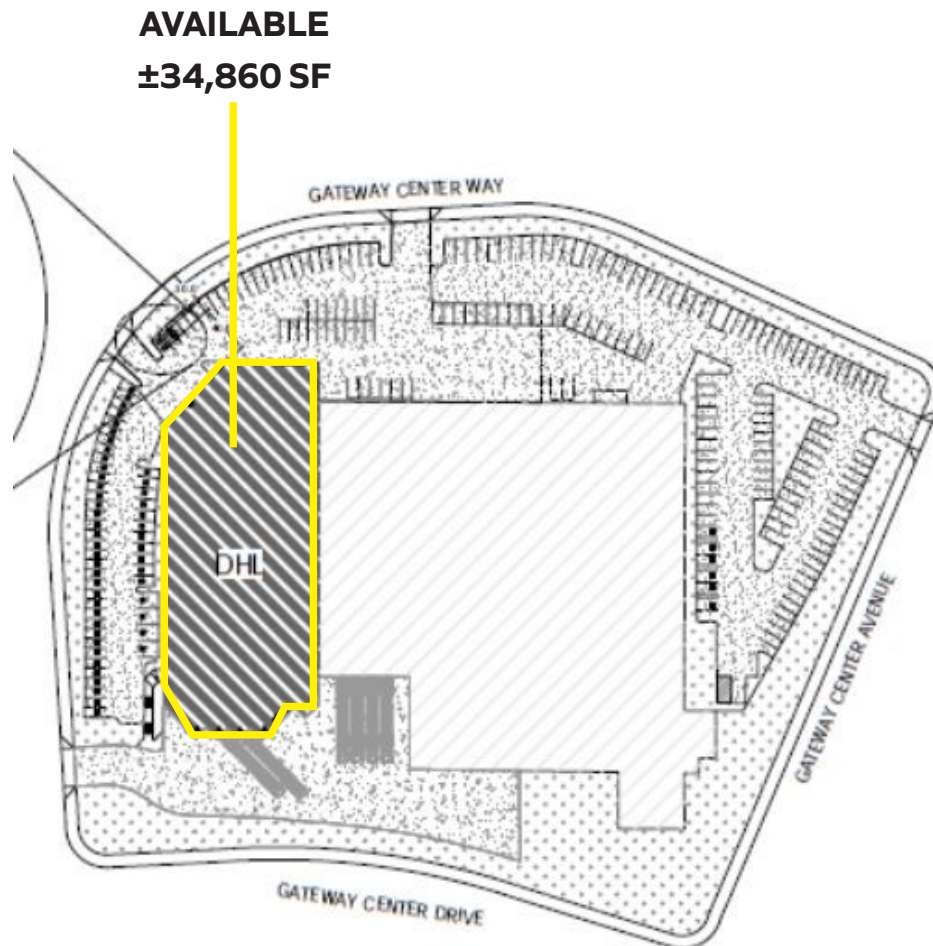 AVAILABLE
±34,860 SF
GATEWAY CENTER WAY
DHL
GATEWAY CENTER AVENUE
GATEWAY CENTER DRIVE